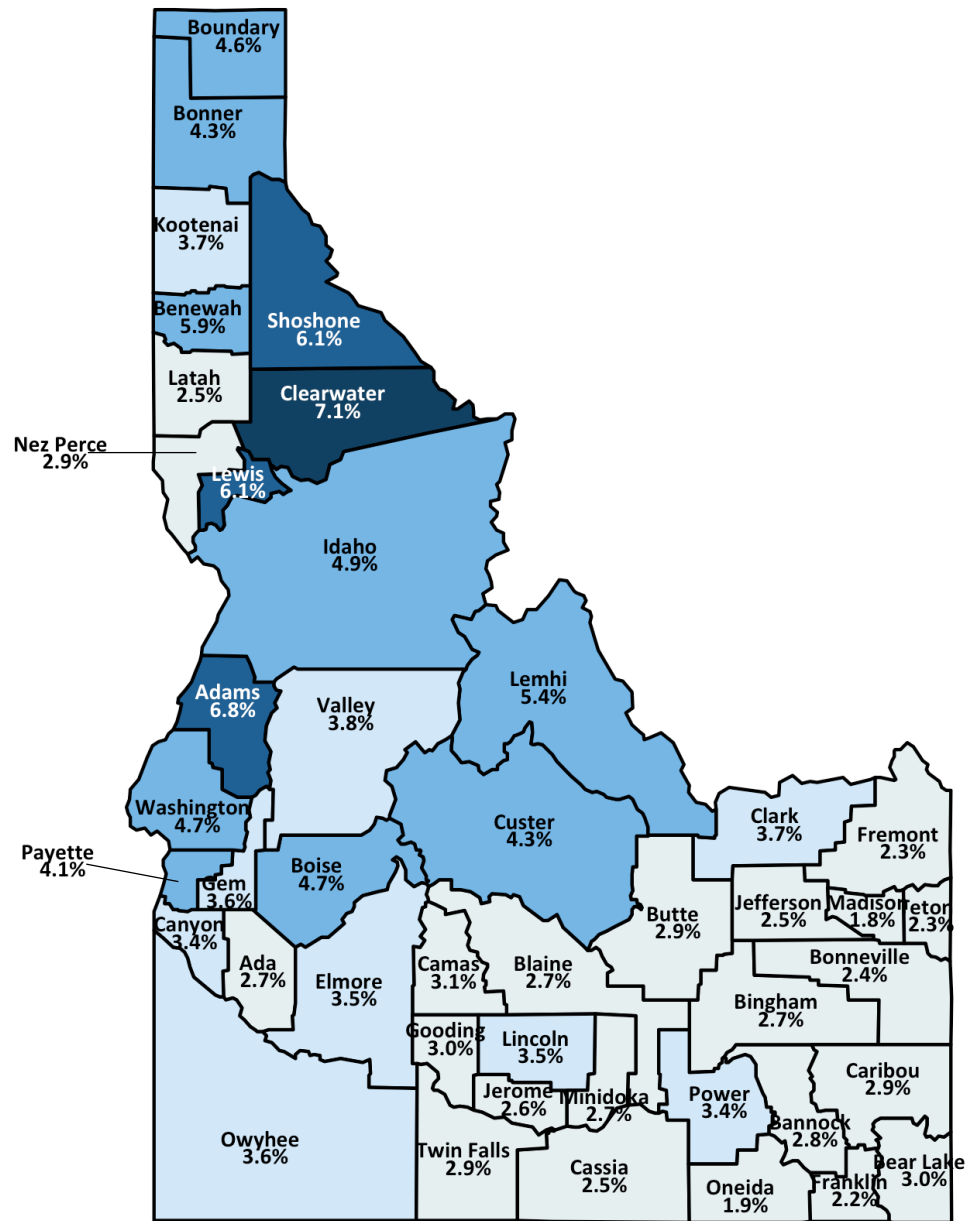 Boundary
4.6%
Bonner
4.3%
Kootenai
3.7%
Benewah
5.9%
Shoshone
6.1%
Latah
2.5%
Clearwater
7.1%
Nez Perce
2.9%
Lewis
6.1%
Idaho
4.9%
Lemhi
5.4%
Adams
6.8%
Valley
3.8%
Washington
4.7%
Custer
4.3%
Clark
3.7%
Fremont
2.3%
Payette
4.1%
Gem
3.6%
Boise
4.7%
Jefferson
2.5%
Madison
1.8%
Teton
2.3%
Canyon
3.4%
Butte
2.9%
Ada
2.7%
Elmore
3.5%
Camas
3.1%
Blaine
2.7%
Bonneville
2.4%
Bingham
2.7%
Gooding
3.0%
Lincoln
3.5%
Caribou
2.9%
Jerome
2.6%
Minidoka
2.7%
Power
3.4%
Bannock
2.8%
Owyhee
3.6%
Twin Falls
2.9%
Cassia
2.5%
Bear Lake
3.0%
Oneida
1.9%
Franklin
2.2%